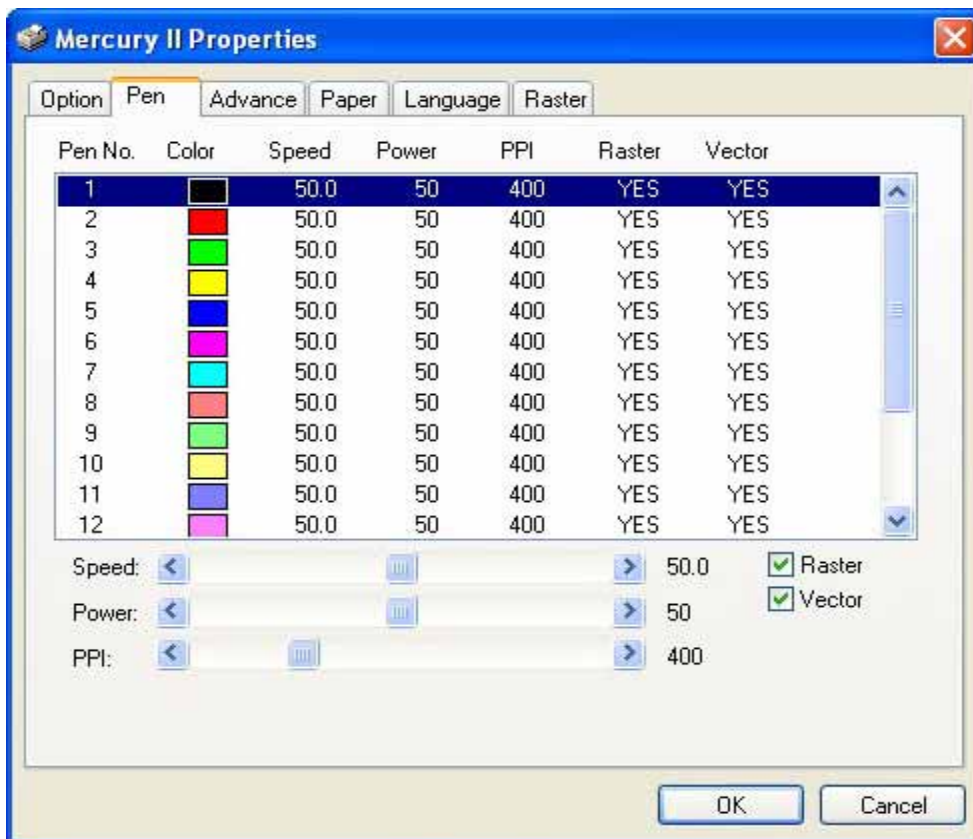 Mercury II Properties
Option Pen Advance Paper Language Raster
Pen No. Color Speed Power PPI Raster Vector
1 50.0 50 400 YES YES
2 50.0 50 400 YES YES
3 50.0 50 400 YES YES
4 50.0 50 400 YES YES
5 50.0 50 400 YES YES
6 50.0 50 400 YES YES
7 50.0 50 400 YES YES
8 50.0 50 400 YES YES
9 50.0 50 400 YES YES
10 50.0 50 400 YES YES
11 50.0 50 400 YES YES
12 50.0 50 400 YES YES
Speed: 50.0 Raster
Power: 50 Vector
PPI: 400
OK Cancel